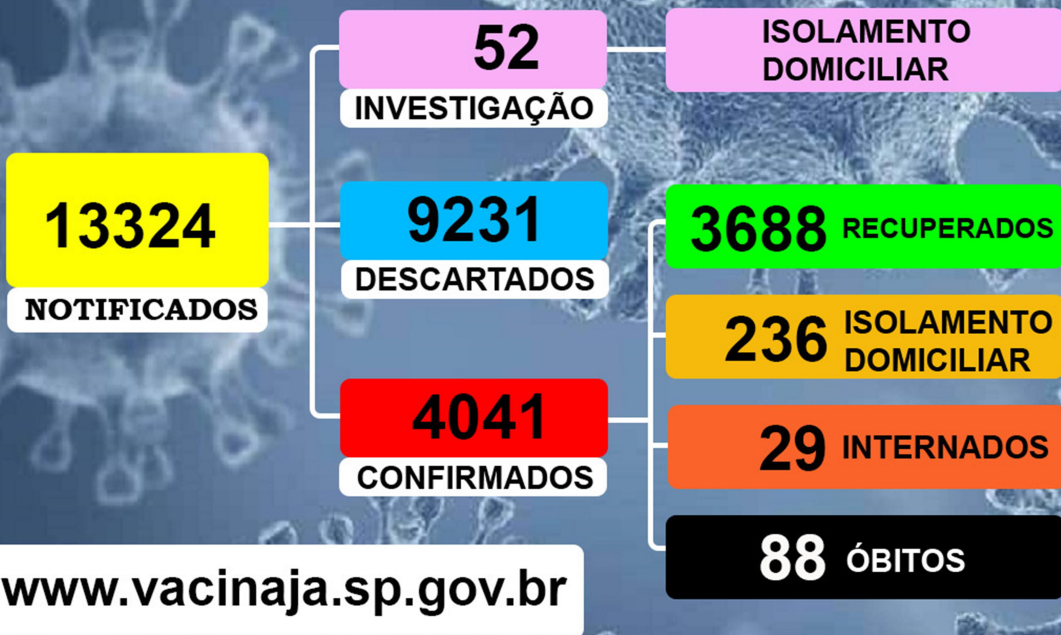 52
INVESTIGAÇÃO
ISOLAMENTO
DOMICILIAR
13324
NOTIFICADOS
9231
DESCARTADOS
4041
CONFIRMADOS
3688 RECUPERADOS
236 ISOLAMENTO
DOMICILIAR
29 INTERNADOS
88 ÓBITOS
www.vacinaja.sp.gov.br